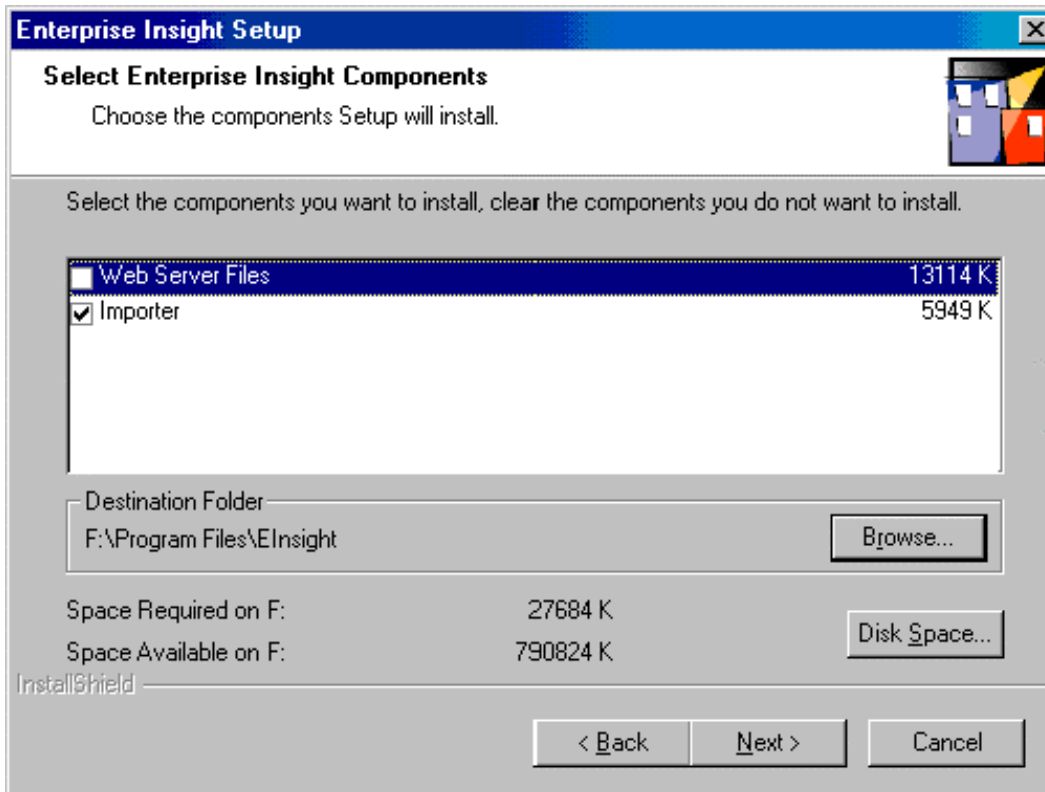 Enterprise Insight Setup
Select Enterprise Insight Components
Choose the components Setup will install.
Select the components you want to install, clear the components you do not want to install.
Web Server Files 13114 K
Importer 5949 K
Destination Folder
F:\Program Files\EInsight
Browse...
Space Required on F: 27684 K
Space Available on F: 790824 K
Disk Space...
InstallShield
< Back Next > Cancel